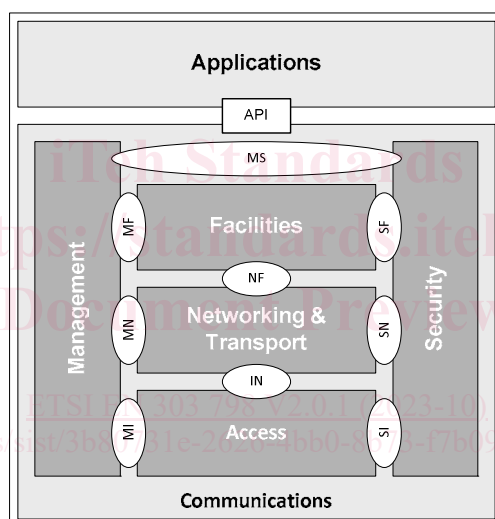 Applications
API
iTeh Standards
MS
MF
Facilities
SF
https://standards.iteh
NF
Management
Security
Document Preview
MN
Networking &
Transport
SN
IN
ETSI EN 303 798 V2.0.1 (2023-10)
MI
Access
SI
Communications